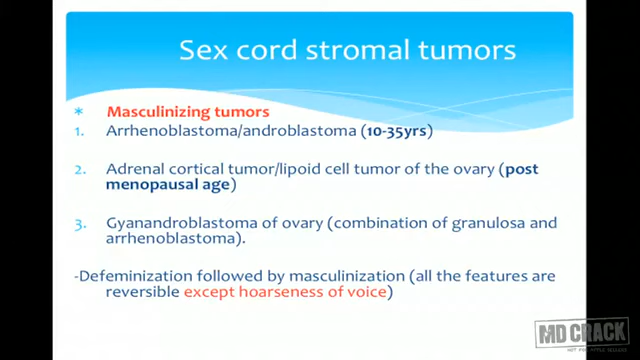 Sex cord stromal tumors
* Masculinizing tumors
1. Arrhenoblastoma/androblastoma (10-35yrs)
2. Adrenal cortical tumor/lipoid cell tumor of the ovary (post
menopausal age)
3. Gyanandroblastoma of ovary (combination of granulosa and
arrhenoblastoma).
-Defeminization followed by masculinization (all the features are
reversible except hoarseness of voice)
MD CRACK